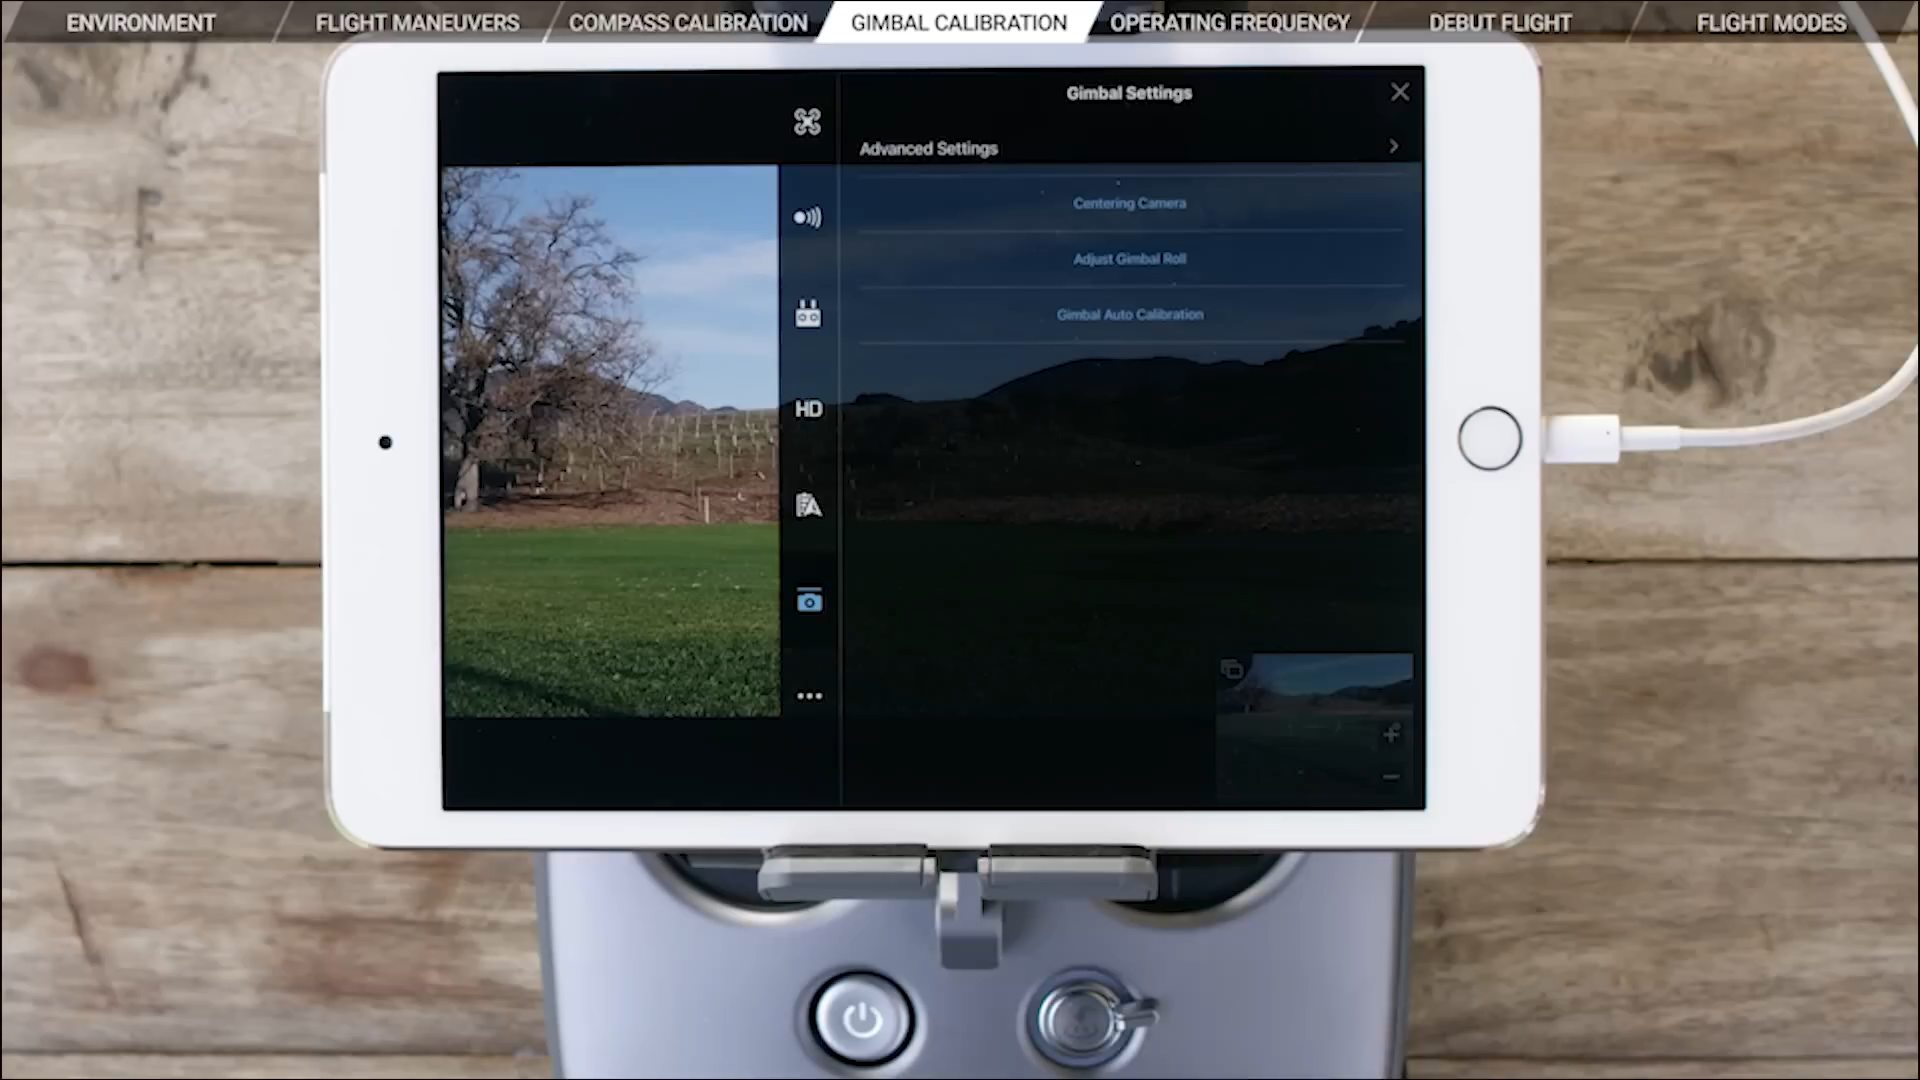 ENVIRONMENT
FLIGHT MANEUVERS
COMPASS CALIBRATION
GIMBAL CALIBRATION
OPERATING FREQUENCY
DEBUT FLIGHT
FLIGHT MODES
Gimbal Settings
Advanced Settings
Centering Camera
Adjust Gimbal Roll
Gimbal Auto Calibration
HD